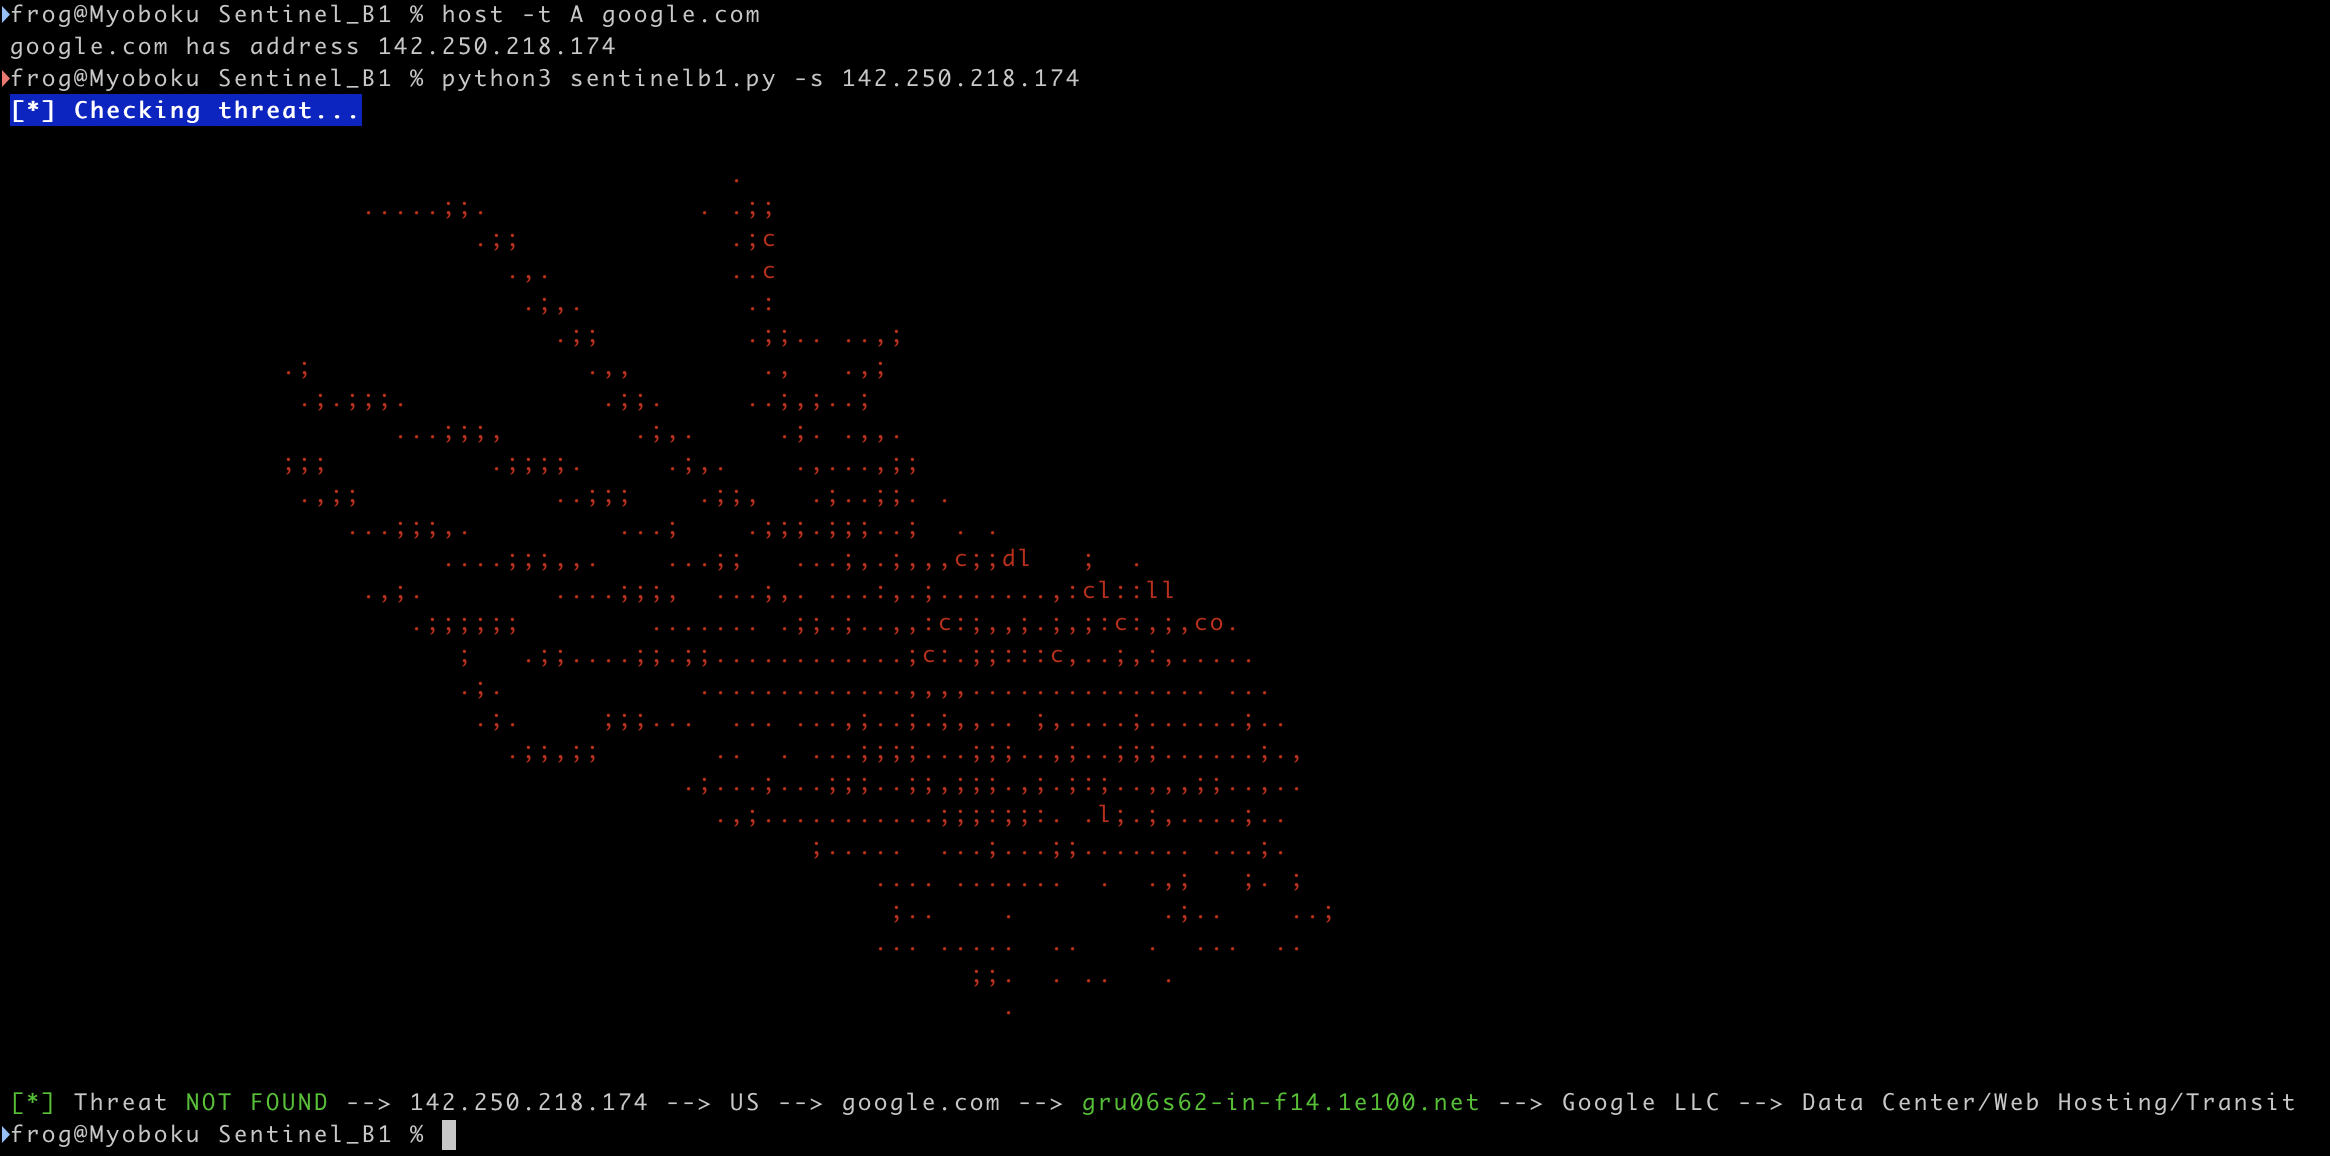 frog@Myoboku Sentinel_B1 % host -t A google.com
google.com has address 142.250.218.174
frog@Myoboku Sentinel_B1 % python3 sentinelb1.py -s 142.250.218.174
[*] Checking threat...
[*] Threat NOT FOUND --> 142.250.218.174 --> US --> google.com --> gru06s62-in-f14.1e100.net --> Google LLC --> Data Center/Web Hosting/Transit
frog@Myoboku Sentinel_B1 %